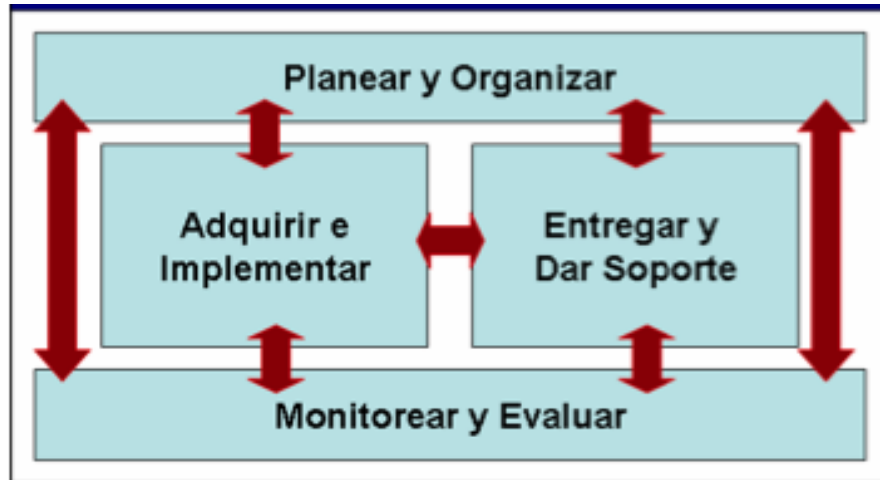 Planear y Organizar
Adquirir e
Implementar
Entregar y
Dar Soporte
Monitorear y Evaluar